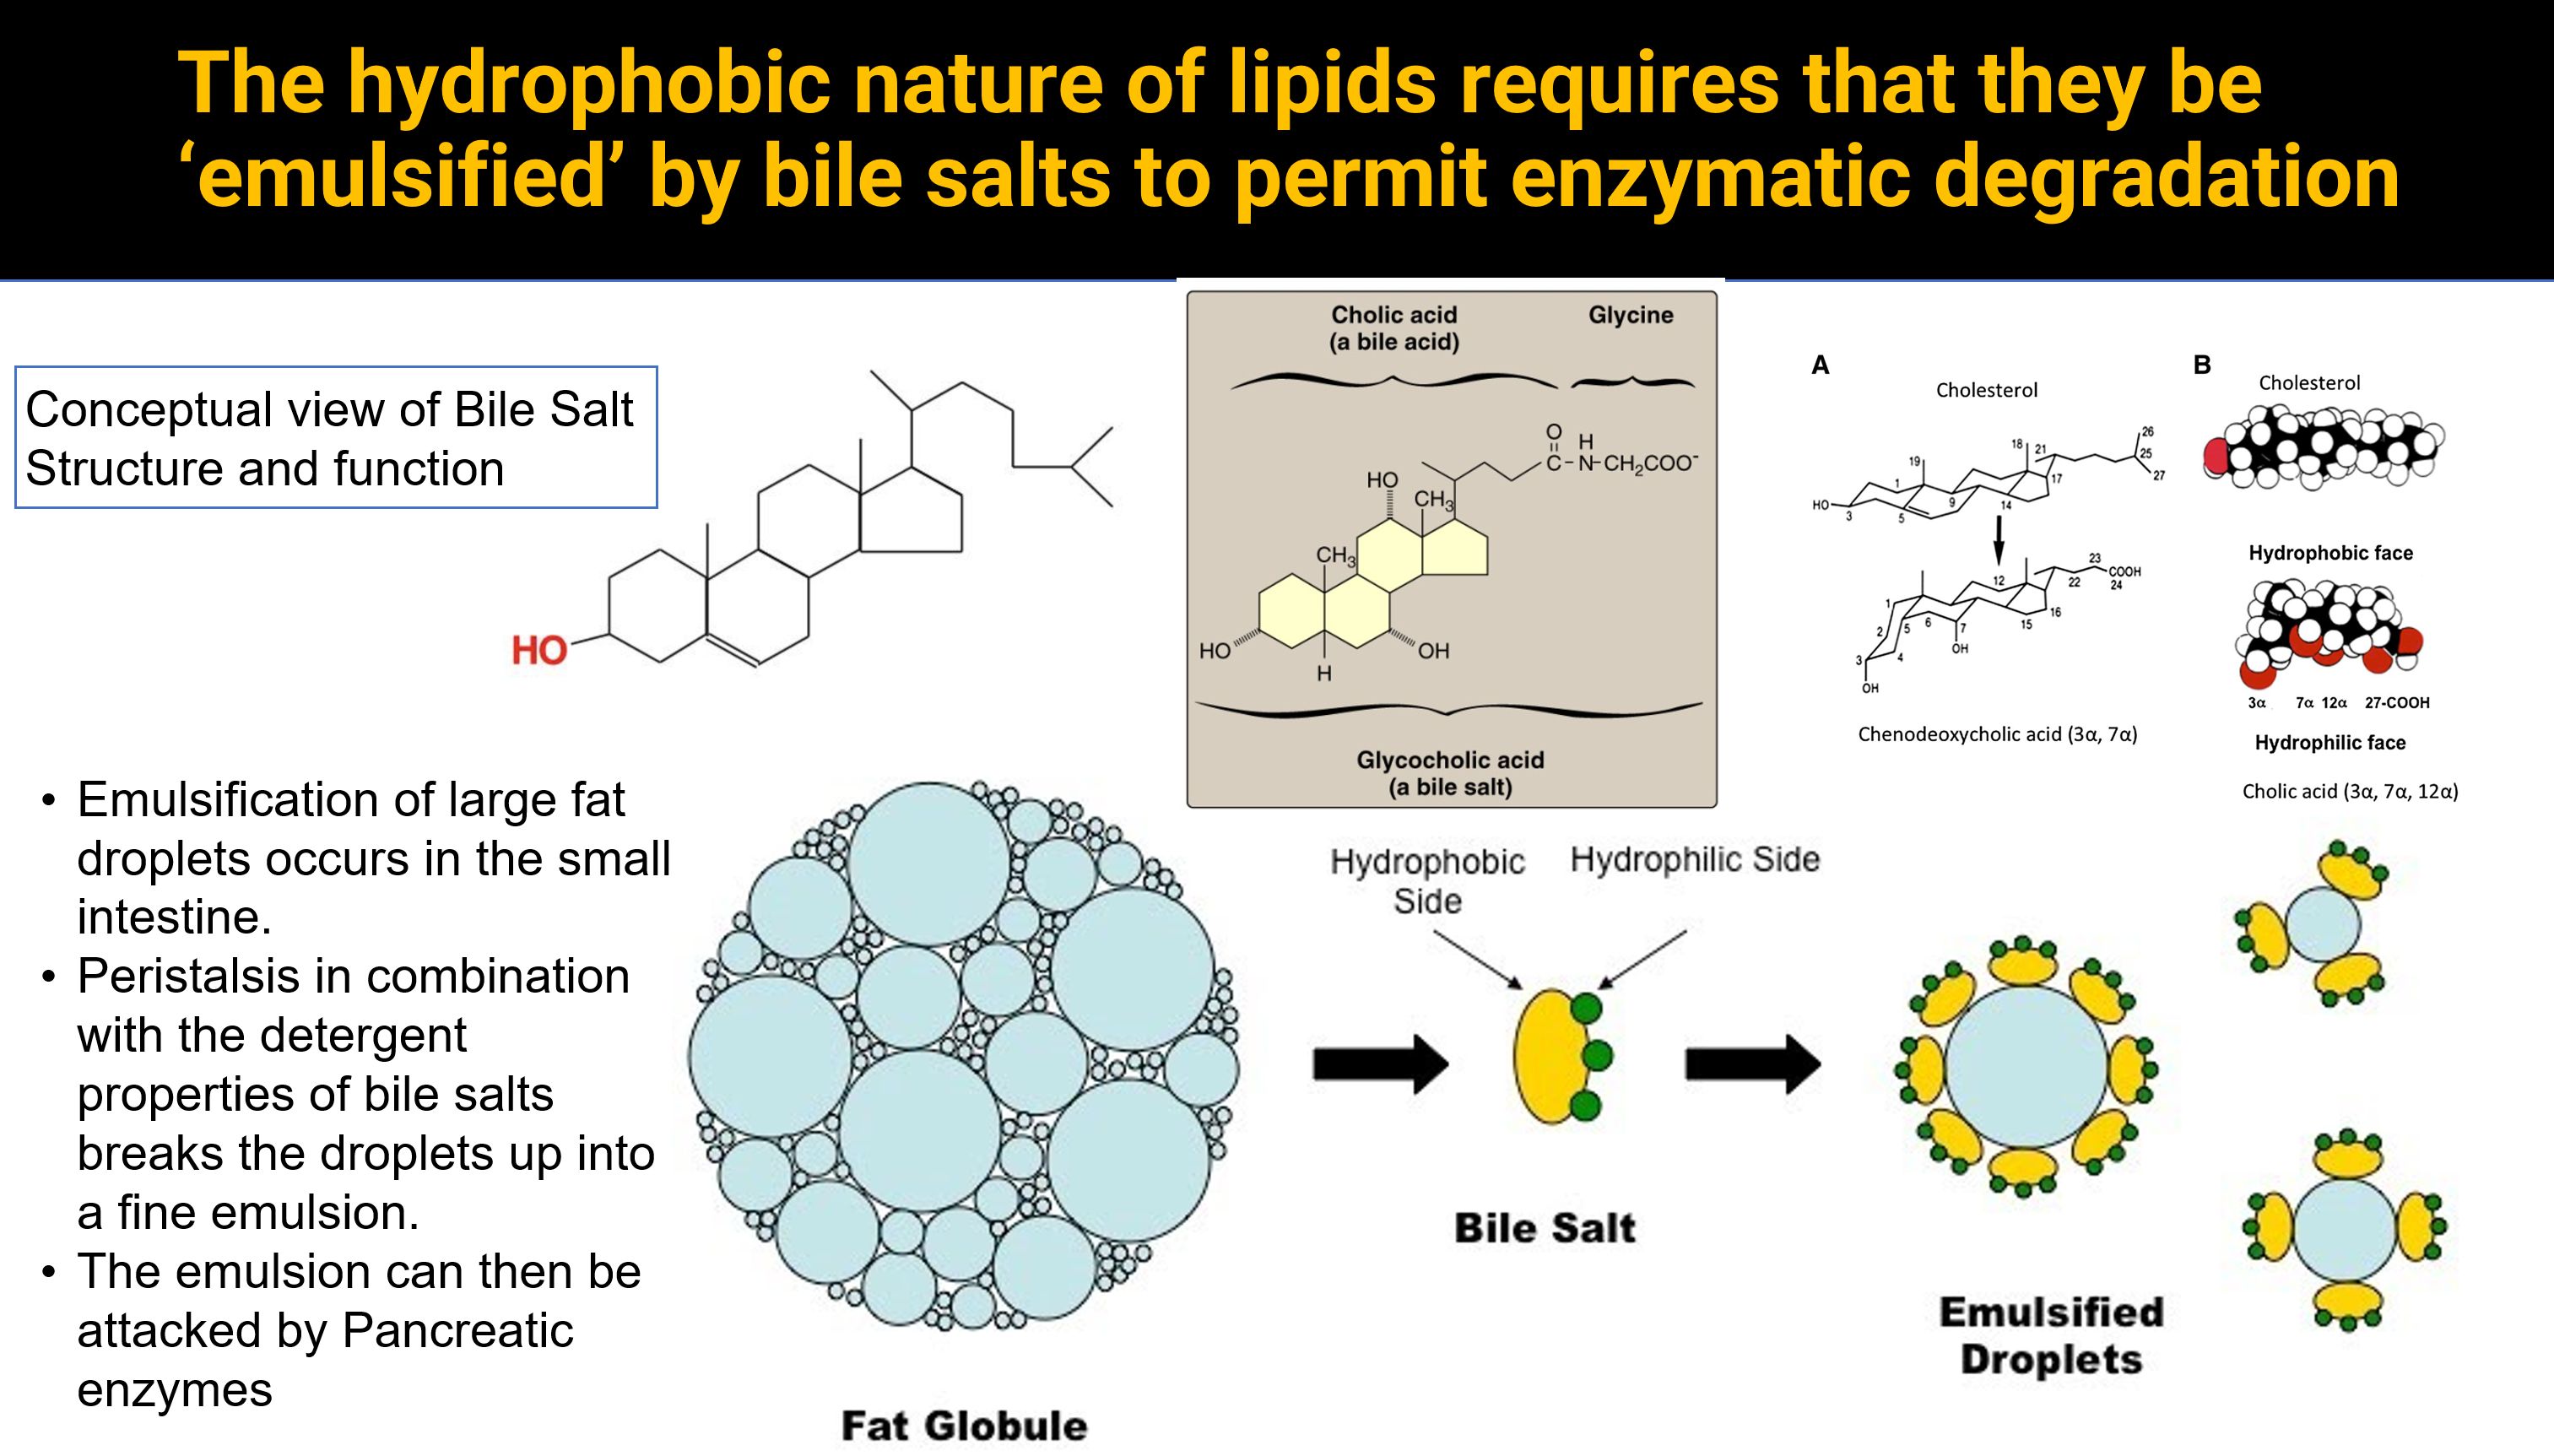 The hydrophobic nature of lipids requires that they be
‘emulsified’ by bile salts to permit enzymatic degradation
Conceptual view of Bile Salt
Structure and function
HO
Cholic acid
(a bile acid)
Glycine
O
H
C-N-CH2COO-
HO
CH3
CH3
HO
OH
H
Glycocholic acid
(a bile salt)
A
Cholesterol
26
18
21
25
19
17
27
1
9
14
HO
3
5
23
12
COOH
22
24
1
16
6
15
2
5
7
4
OH
3
OH
Chenodeoxycholic acid (3α, 7α)
B
Cholesterol
Hydrophobic face
3α 7α 12α 27-COOH
Hydrophilic face
Cholic acid (3α, 7α, 12α)
• Emulsification of large fat
droplets occurs in the small
intestine.
• Peristalsis in combination
with the detergent
properties of bile salts
breaks the droplets up into
a fine emulsion.
• The emulsion can then be
attacked by Pancreatic
enzymes
Fat Globule
Hydrophobic
Side
Hydrophilic Side
Bile Salt
Emulsified
Droplets